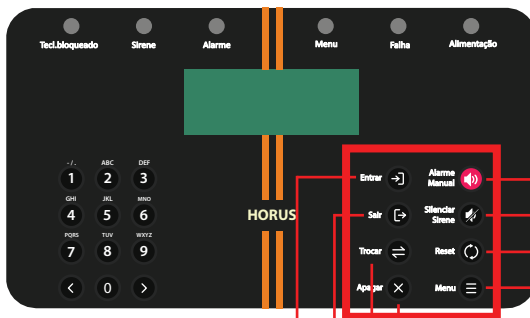 Tecl.bloqueado Sirene Alarme Menu Falha Alimentação
- / . ABC DEF
1 2 3
GHI JKL MNO
4 5 6
PQRS TUV WXYZ
7 8 9
< 0 >
HORUS
Entrar
Alarme
Manual
Sair
Silenciar
Sirene
Trocar
Reset
Apagar
Menu